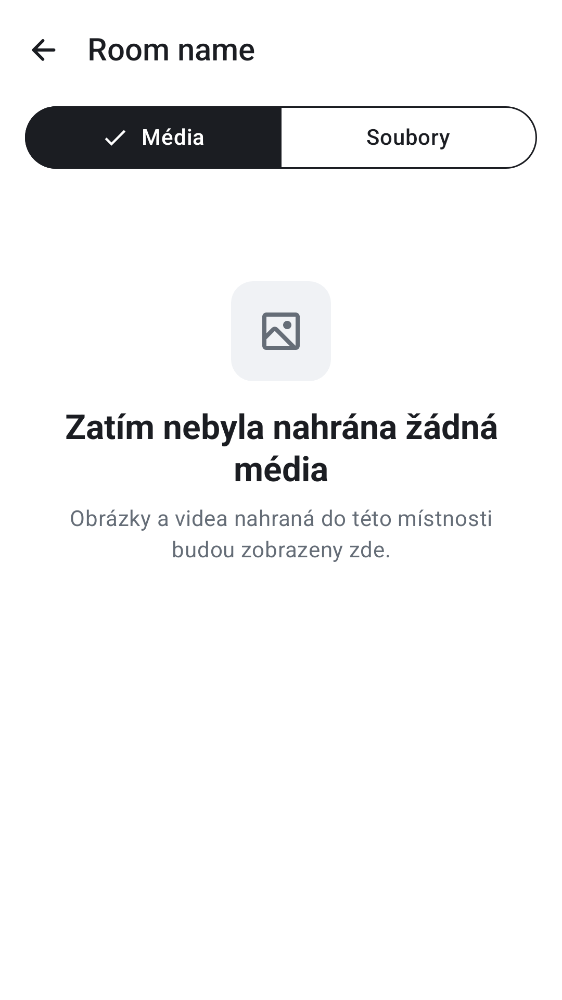 Room name
Média
Soubory
Zatím nebyla nahrána žádná
média
Obrázky a videa nahraná do této místnosti
budou zobrazeny zde.